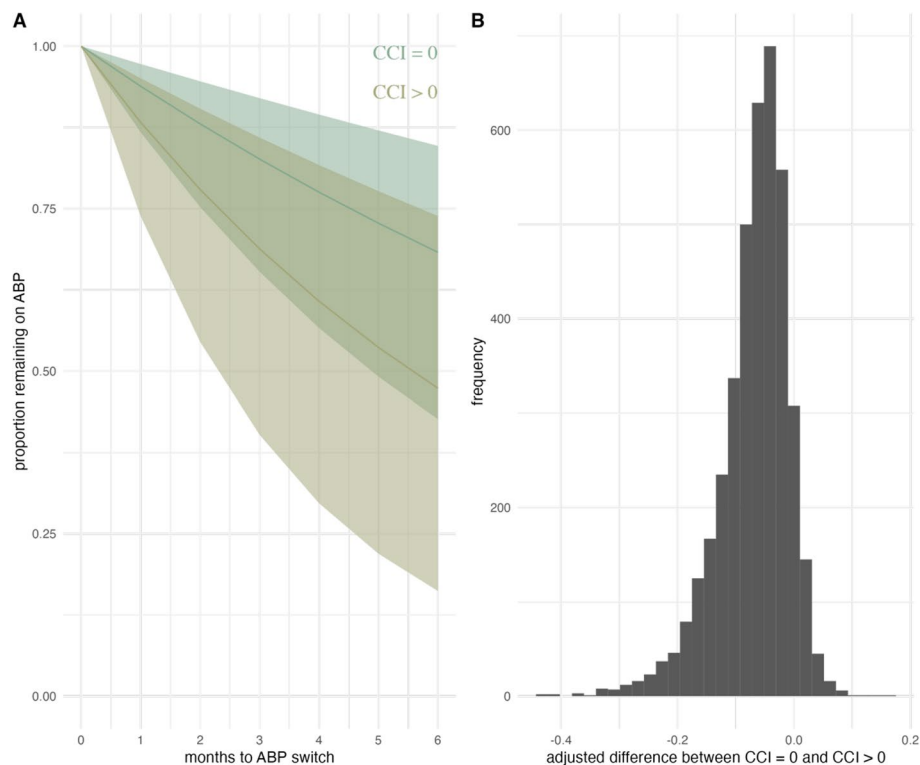 A
CCI = 0
CCI > 0
1.00
0.75
0.50
0.25
0.00
proportion remaining on ABP
0 1 2 3 4 5 6
months to ABP switch
B
600
400
200
0
frequency
-0.4 -0.2 0.0 0.2
adjusted difference between CCI = 0 and CCI > 0